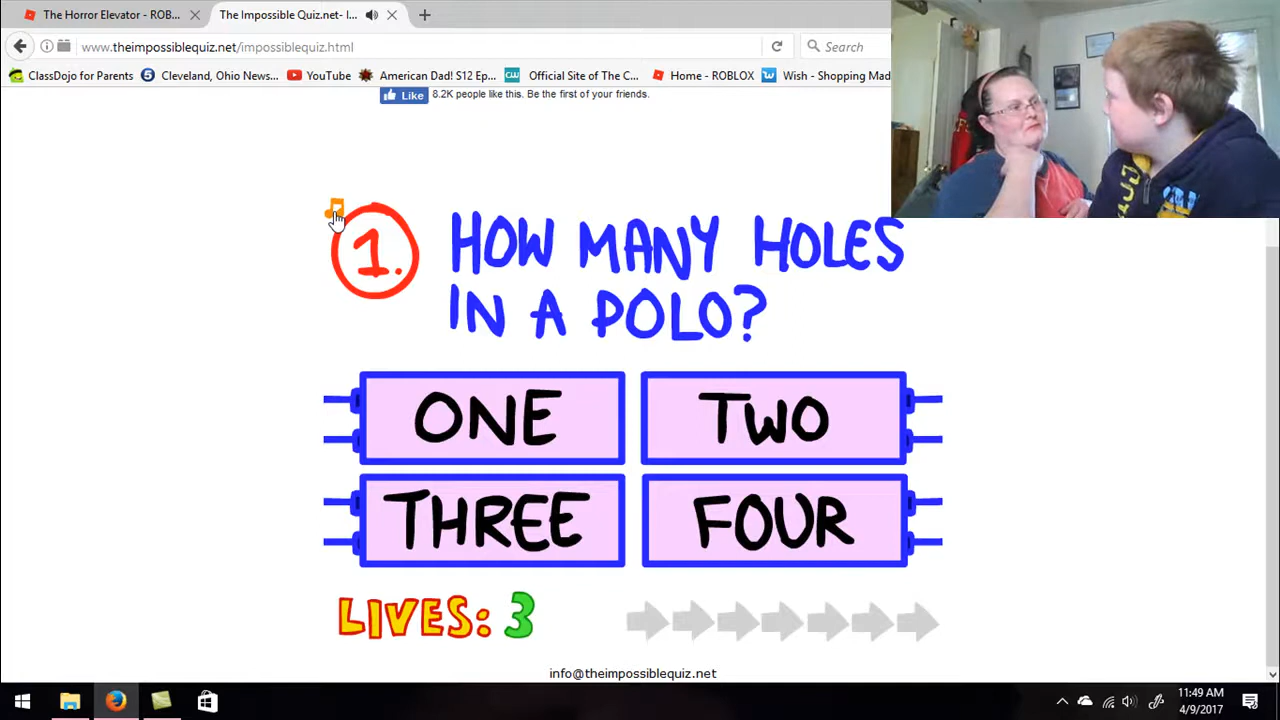 The Horror Elevator - ROB...
The Impossible Quiz.net- I...
www.theimpossiblequiz.net/impossiblequiz.html
Search
ClassDojo for Parents
Cleveland, Ohio News...
YouTube
American Dad! S12 Ep...
Official Site of The C...
Home - ROBLOX
Wish - Shopping Mad
Like
8.2K people like this. Be the first of your friends.
1. HOW MANY HOLES
IN A POLO?
ONE
TWO
THREE
FOUR
LIVES: 3
info@theimpossiblequiz.net
11:49 AM
4/9/2017